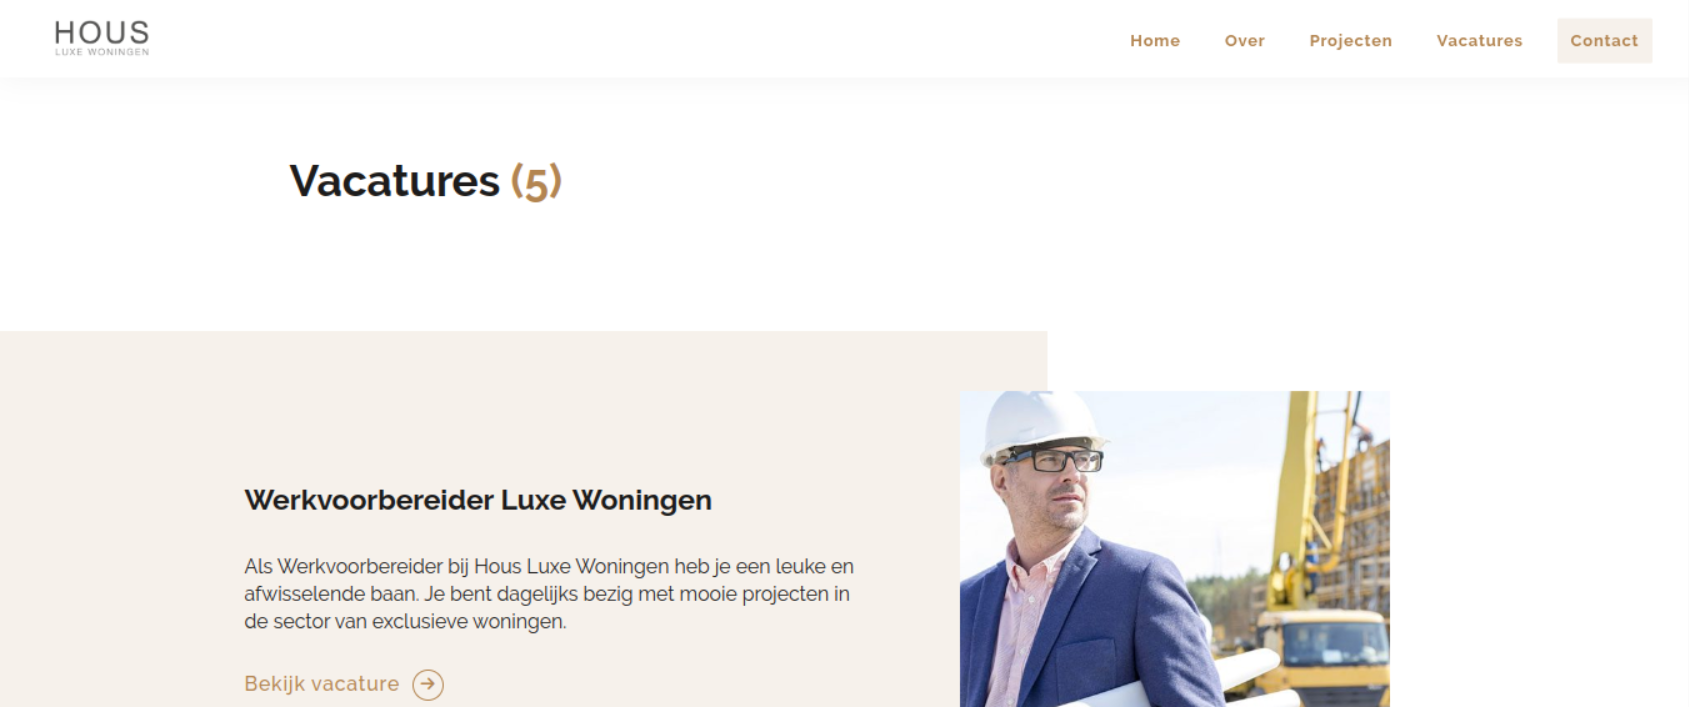 HOUS
LUXE WONINGEN
Home Over Projecten Vacatures Contact
Vacatures (5)
Werkvoorbereider Luxe Woningen
Als Werkvoorbereider bij Hous Luxe Woningen heb je een leuke en
afwisselende baan. Je bent dagelijks bezig met mooie projecten in
de sector van exclusieve woningen.
Bekijk vacature